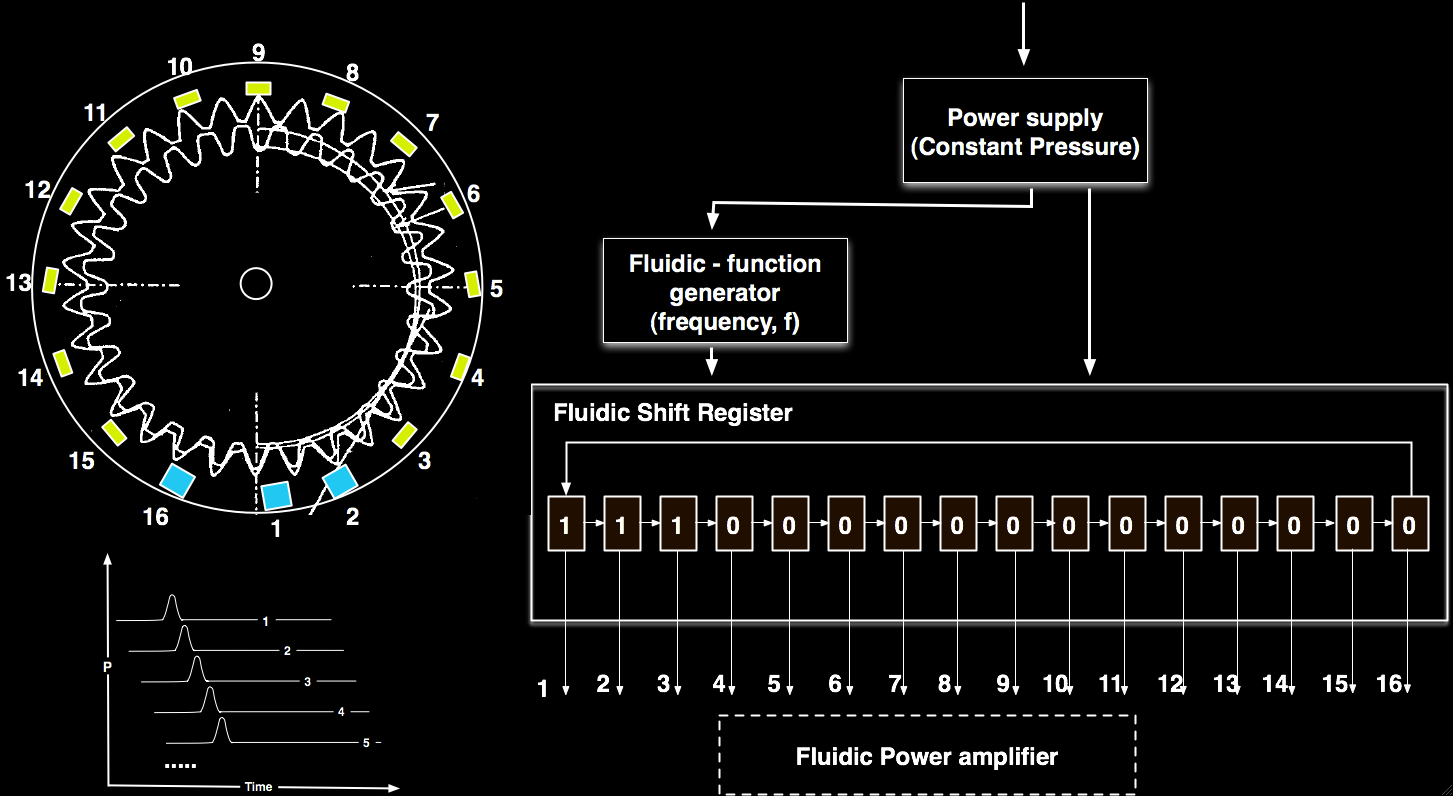 9
10
8
11
7
12
6
13
5
14
4
15
3
16
2
1
Power supply
(Constant Pressure)
Fluidic - function
generator
(frequency, f)
Fluidic Shift Register
1 1 1 0 0 0 0 0 0 0 0 0 0 0 0 0
1 2 3 4 5 6 7 8 9 10 11 12 13 14 15 16
Fluidic Power amplifier
P
1
2
3
4
5
.....
Time